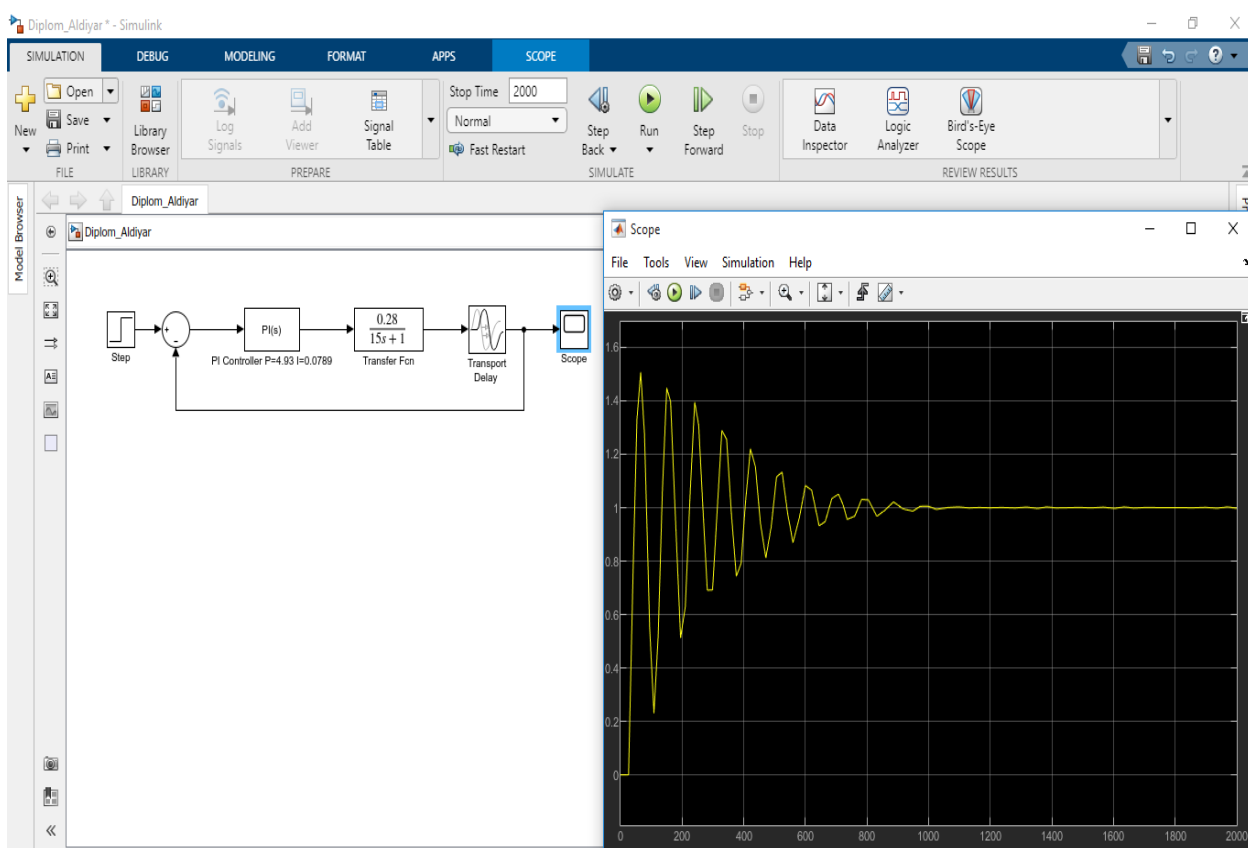 Diplom_Aldiyar * - Simulink
SIMULATION DEBUG MODELING FORMAT APPS SCOPE
New
Open
Save
Print
FILE
Library Browser
LIBRARY
Log Signals
Add Viewer
Signal Table
PREPARE
Stop Time 2000
Normal
Fast Restart
Step Back
Run
Step Forward
Stop
SIMULATE
Data Inspector
Logic Analyzer
Bird's-Eye Scope
REVIEW RESULTS
Model Browser
Diplom_Aldiyar
Diplom_Aldiyar
Step
+
-
PI(s)
PI Controller P=4.93 I=0.0789
0.28
15s + 1
Transfer Fcn
Transport
Delay
Scope
Scope
File Tools View Simulation Help
1.6
1.4
1.2
1
0.8
0.6
0.4
0.2
0
0 200 400 600 800 1000 1200 1400 1600 1800 2000